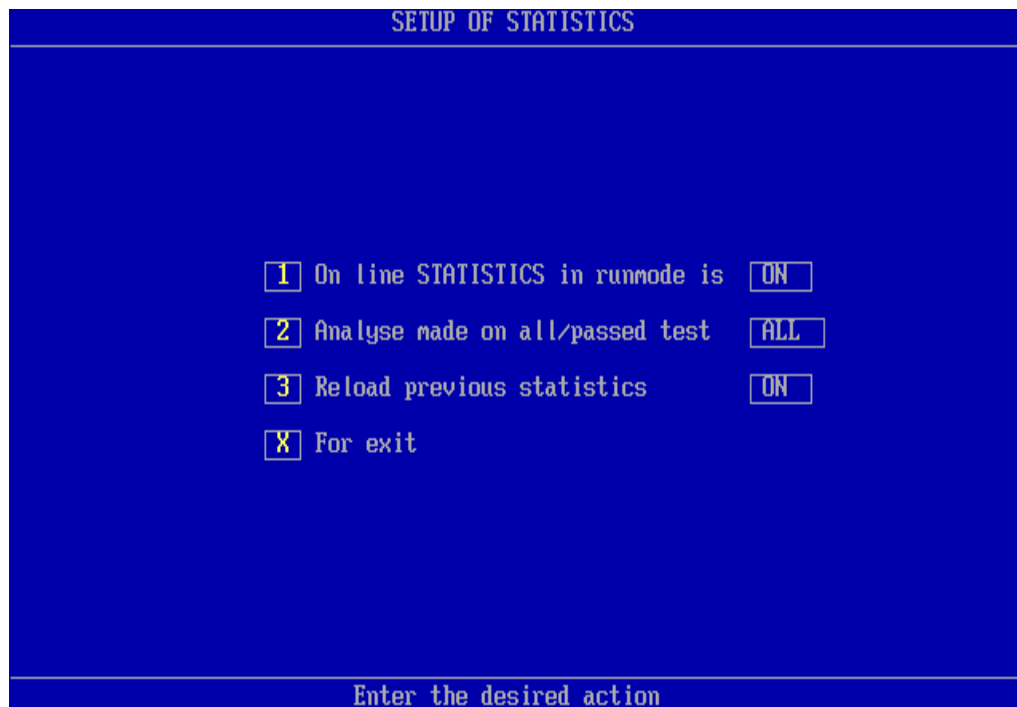 SETUP OF STATISTICS
1 On line STATISTICS in runmode is ON
2 Analyse made on all/passed test ALL
3 Reload previous statistics ON
X For exit
Enter the desired action